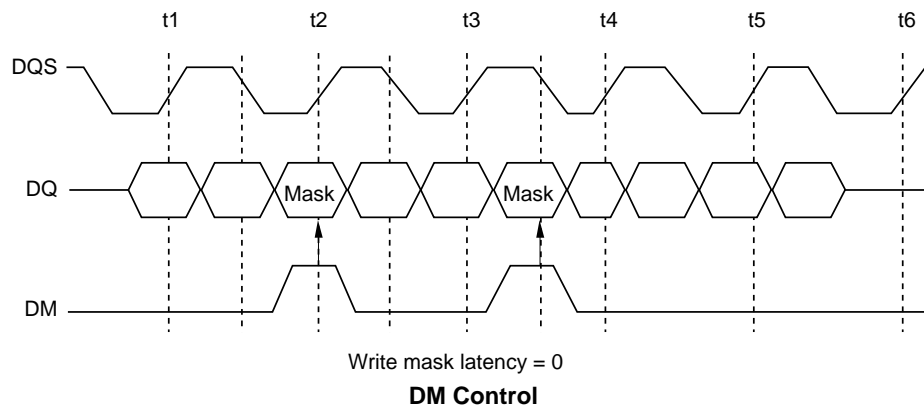 t1 t2 t3 t4 t5 t6
DQS
DQ Mask Mask
DM
Write mask latency = 0
DM Control